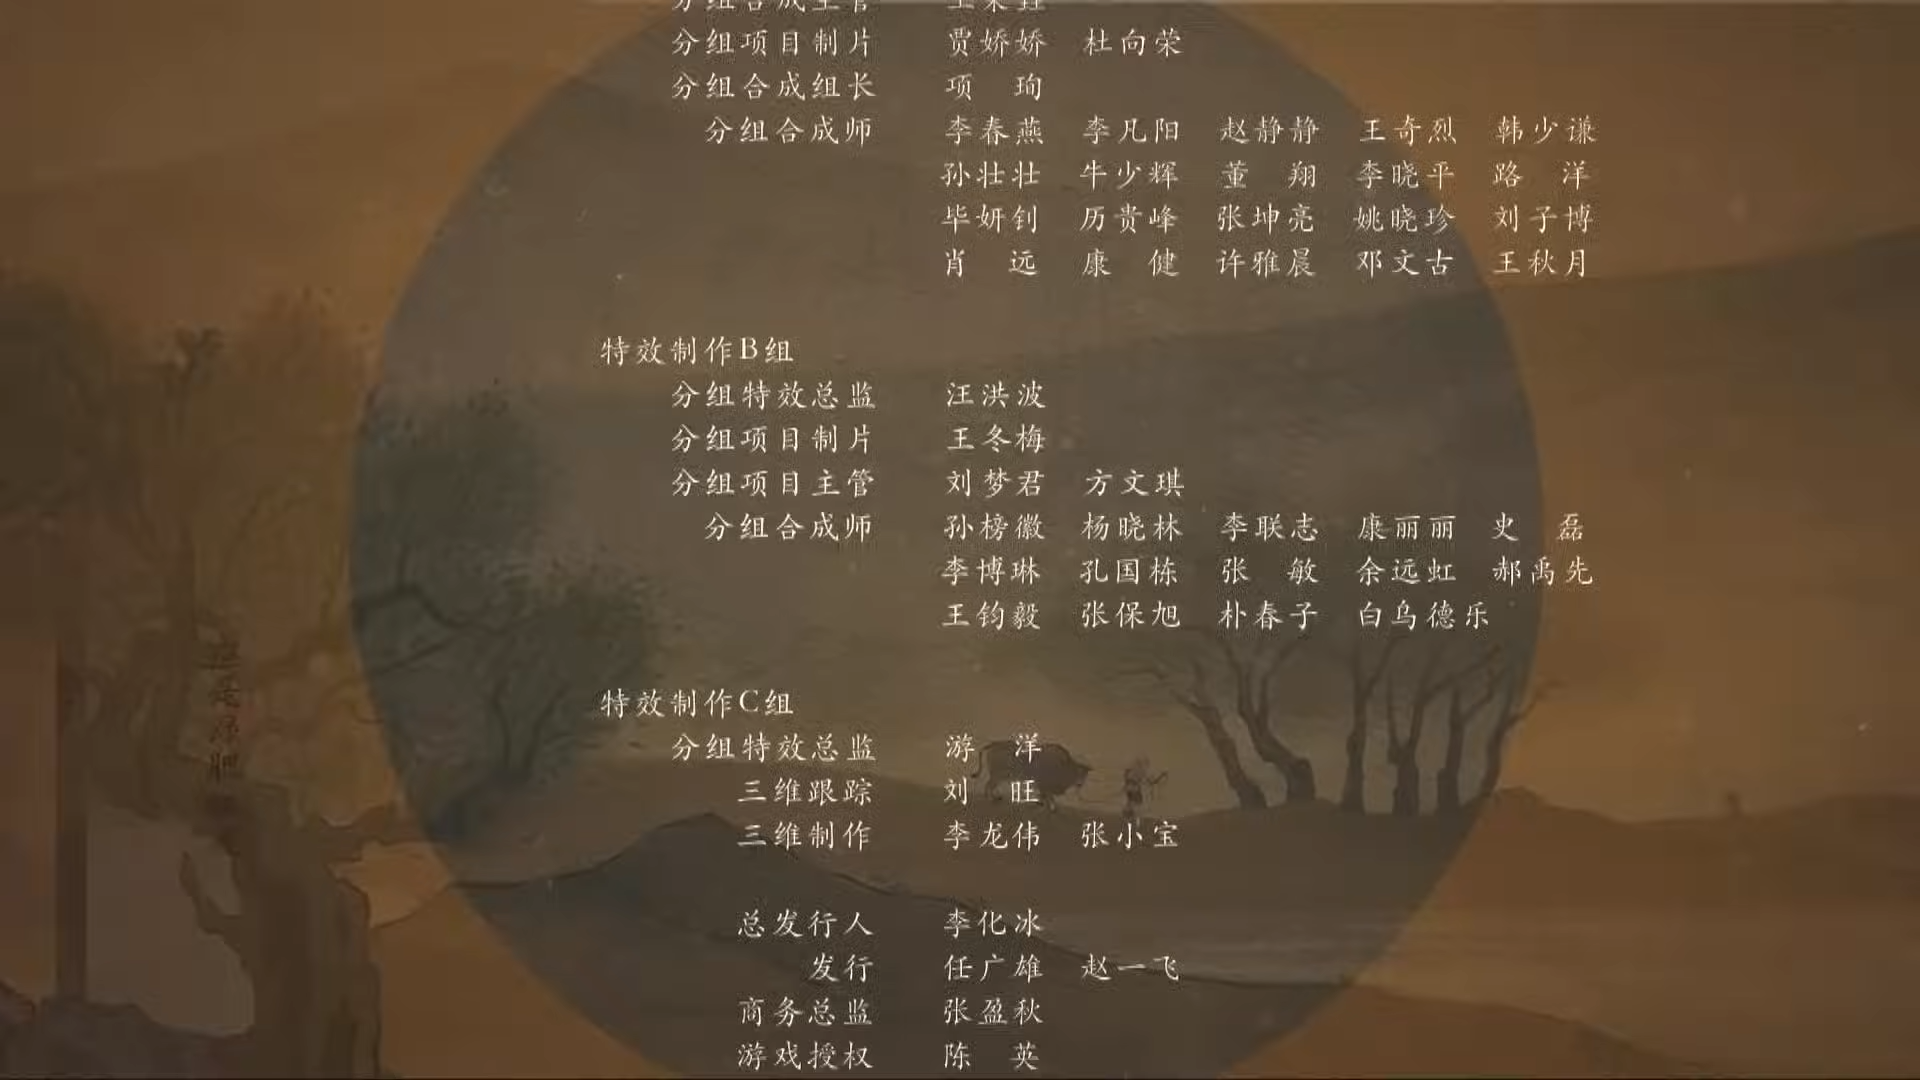 分组项目制片 贾娇娇 杜向荣
分组合成组长 项 珣
分组合成师 李春燕 李凡阳 赵静静 王奇烈 韩少谦
孙壮壮 牛少辉 董 翔 李晓平 路 洋
毕妍钊 历贵峰 张坤亮 姚晓珍 刘子博
肖 远 康 健 许雅晨 邓文古 王秋月
特效制作B组
分组特效总监 汪洪波
分组项目制片 王冬梅
分组项目主管 刘梦君 方文琪
分组合成师 孙榜徽 杨晓林 李联志 康丽丽 史 磊
李博琳 孔国栋 张 敏 余远虹 郝禹先
王钧毅 张保旭 朴春子 白乌德乐
特效制作C组
分组特效总监 游 洋
三维跟踪 刘 旺
三维制作 李龙伟 张小宝
总发行人 李化冰
发行 任广雄 赵一飞
商务总监 张盈秋
游戏授权 陈 英